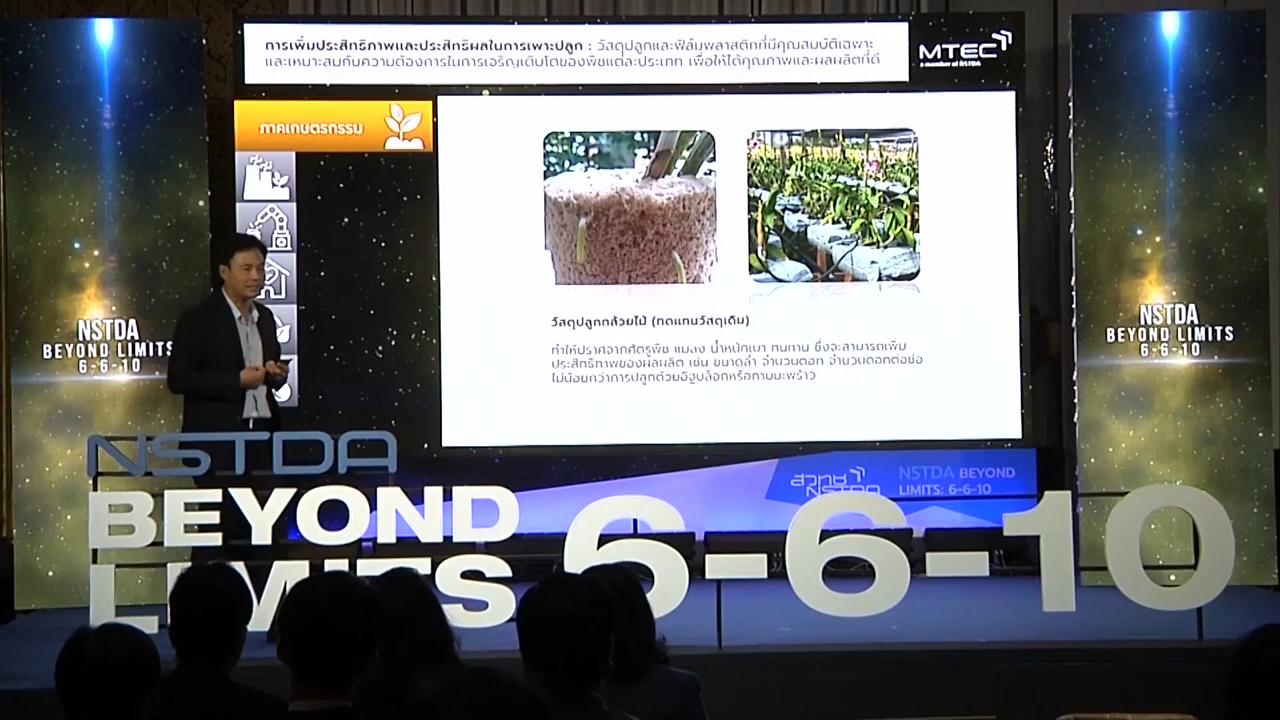 การเพิ่มประสิทธิภาพและประสิทธิผลในการเพาะปลูก : วัสดุปลูกและฟิล์มพลาสติกที่มีคุณสมบัติเฉพาะ
และเหมาะสมกับความต้องการในการเจริญเติบโตของพืชแต่ละประเภท เพื่อให้ได้คุณภาพและผลผลิตที่ดี
MTEC
a member of NSTDA
ภาคเกษตรกรรม
วัสดุปลูกกล้วยไม้ (ทดแทนวัสดุเดิม)
ทำให้ปราศจากศัตรูพืช แมลง น้ำหนักเบา ทนทาน ซึ่งจะสามารถเพิ่ม
ประสิทธิภาพของผลผลิต เช่น ขนาดลำ จำนวนดอก จำนวนดอกต่อช่อ
ไม่น้อยกว่าการปลูกด้วยอิฐบล็อกหรือกาบมะพร้าว
NSTDA
BEYOND LIMITS
6-6-10
NSTDA
BEYOND LIMITS
6-6-10
สวทช
NSTDA
NSTDA BEYOND
LIMITS: 6-6-10
NSTDA
BEYOND
LIMITS
6-6-10